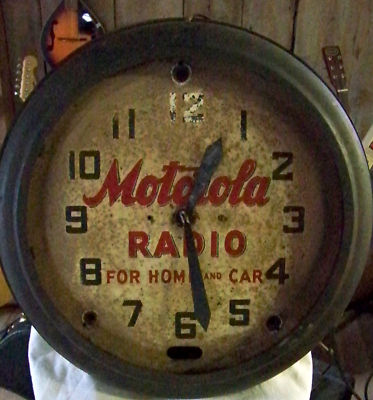 12
11 1
10 2
Motorola
9 3
RADIO
8 4
FOR HOME AND CAR
7 5
6